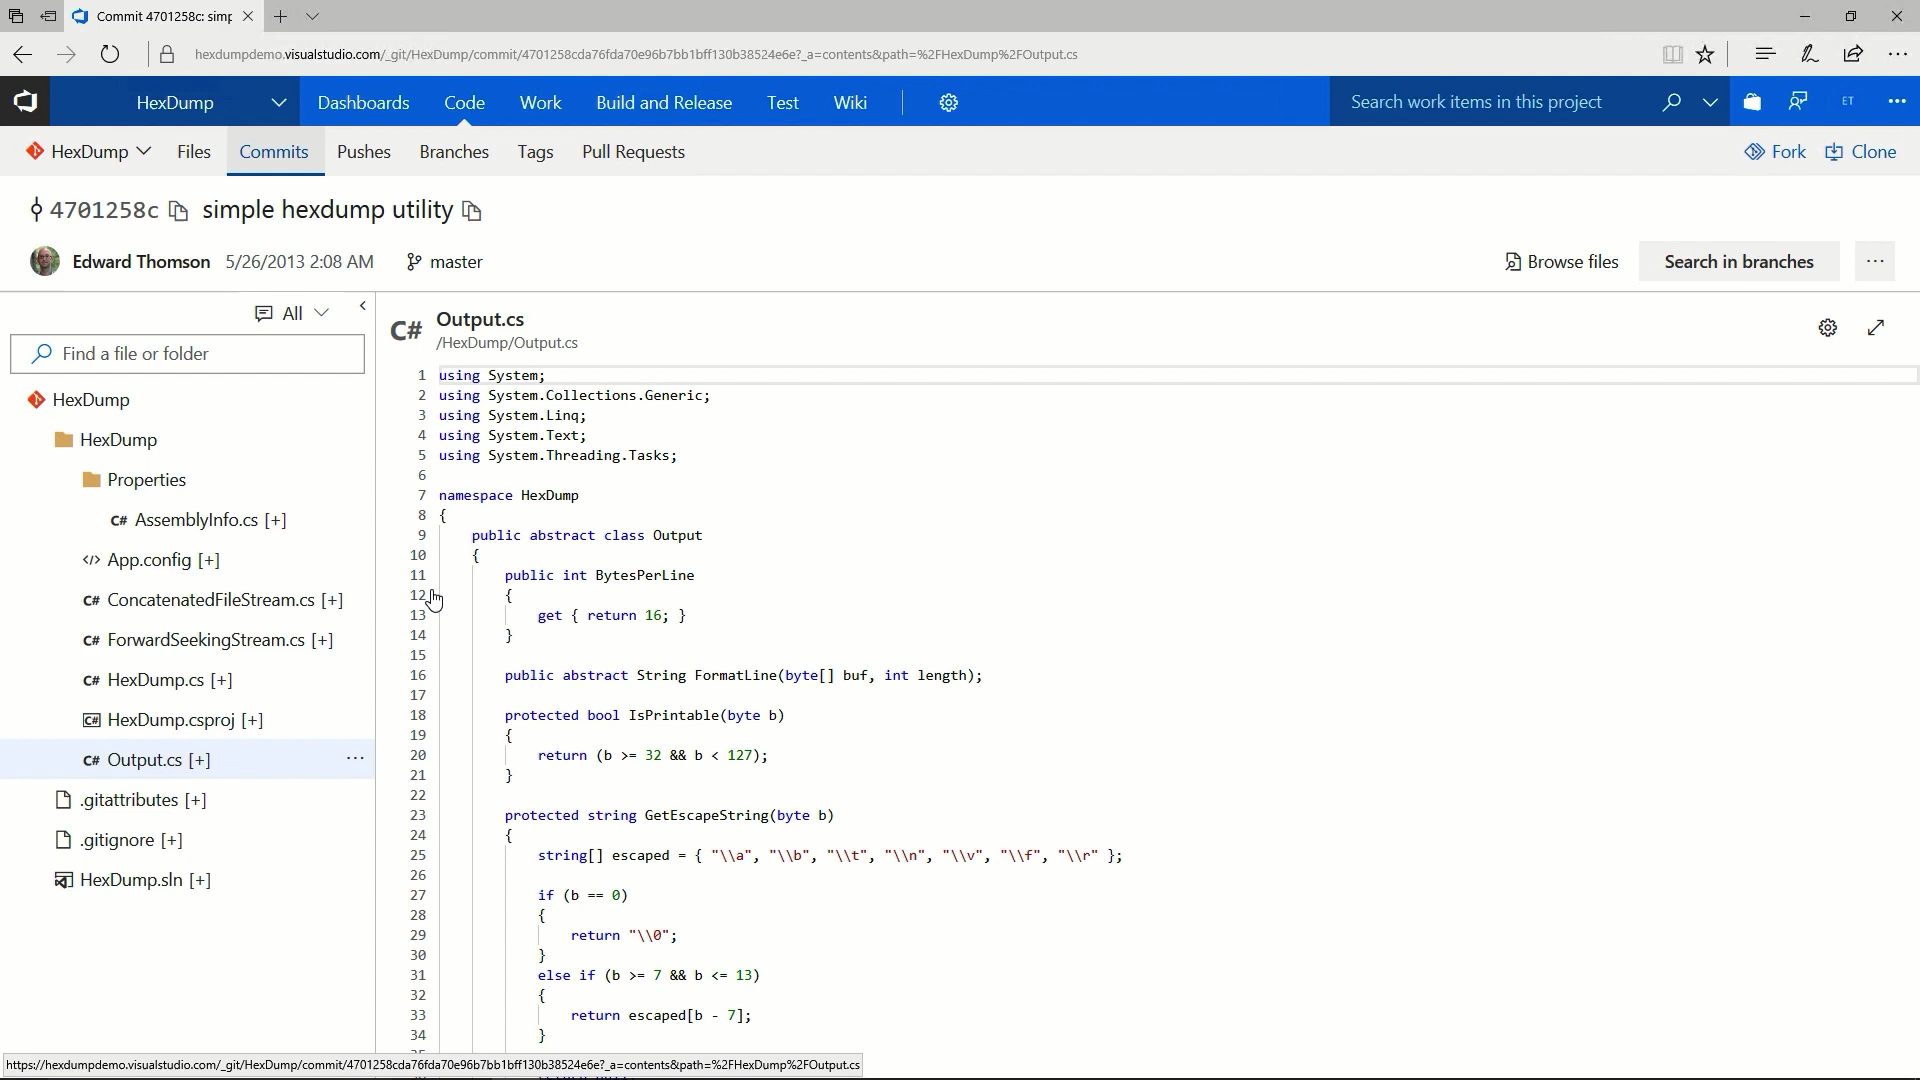 Commit 4701258c: simp
hexdumpdemo.visualstudio.com/_git/HexDump/commit/4701258cda76fda70e96b7bb1bff130b38524e6e?_a=contents&path=%2FHexDump%2FOutput.cs
HexDump Dashboards Code Work Build and Release Test Wiki Search work items in this project ET
HexDump Files Commits Pushes Branches Tags Pull Requests Fork Clone
4701258c simple hexdump utility
Edward Thomson 5/26/2013 2:08 AM master Browse files Search in branches ...
All
Find a file or folder
HexDump
HexDump
Properties
C# AssemblyInfo.cs [+]
</> App.config [+]
C# ConcatenatedFileStream.cs [+]
C# ForwardSeekingStream.cs [+]
C# HexDump.cs [+]
C# HexDump.csproj [+]
C# Output.cs [+] ...
.gitattributes [+]
.gitignore [+]
HexDump.sln [+]
C# Output.cs
/HexDump/Output.cs
1 using System;
2 using System.Collections.Generic;
3 using System.Linq;
4 using System.Text;
5 using System.Threading.Tasks;
6
7 namespace HexDump
8 {
9 public abstract class Output
10 {
11 public int BytesPerLine
12 {
13 get { return 16; }
14 }
15
16 public abstract String FormatLine(byte[] buf, int length);
17
18 protected bool IsPrintable(byte b)
19 {
20 return (b >= 32 && b < 127);
21 }
22
23 protected string GetEscapeString(byte b)
24 {
25 string[] escaped = { "\\a", "\\b", "\\t", "\\n", "\\v", "\\f", "\\r" };
26
27 if (b == 0)
28 {
29 return "\\0";
30 }
31 else if (b >= 7 && b <= 13)
32 {
33 return escaped[b - 7];
34 }
https://hexdumpdemo.visualstudio.com/_git/HexDump/commit/4701258cda76fda70e96b7bb1bff130b38524e6e?_a=contents&path=%2FHexDump%2FOutput.cs